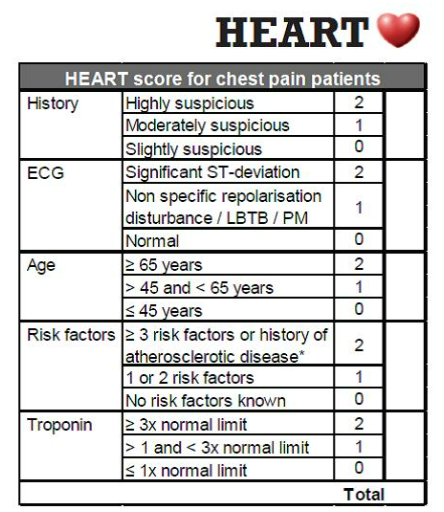 HEART
HEART score for chest pain patients
History Highly suspicious 2
Moderately suspicious 1
Slightly suspicious 0
ECG Significant ST-deviation 2
Non specific repolarisation
disturbance / LBTB / PM 1
Normal 0
Age ≥ 65 years 2
> 45 and < 65 years 1
≤ 45 years 0
Risk factors ≥ 3 risk factors or history of
atherosclerotic disease* 2
1 or 2 risk factors 1
No risk factors known 0
Troponin ≥ 3x normal limit 2
> 1 and < 3x normal limit 1
≤ 1x normal limit 0
Total